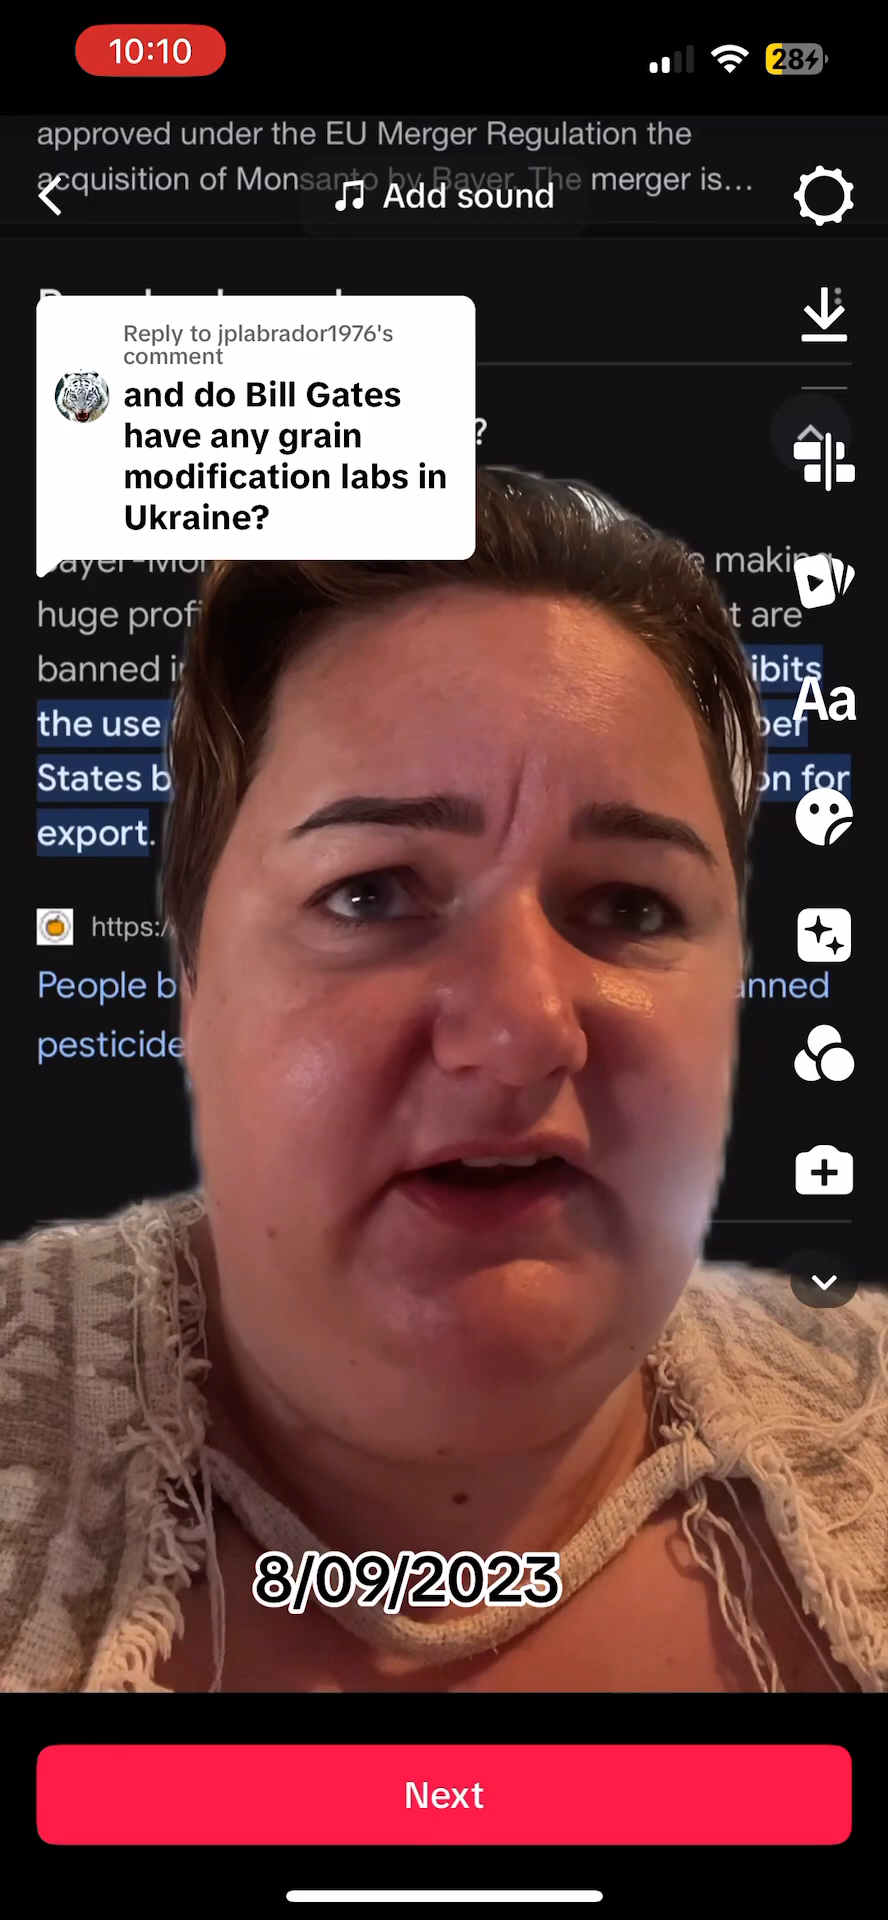 10:10
28
approved under the EU Merger Regulation the
acquisition of Monsanto by Bayer. The merger is...
Add sound
Reply to jplabrador1976's
comment
and do Bill Gates
have any grain
modification labs in
Ukraine?
?
making
huge profi t are
banned i ibits
the use per
States b on for
export.
https:/
People b anned
pesticide
Aa
8/09/2023
Next